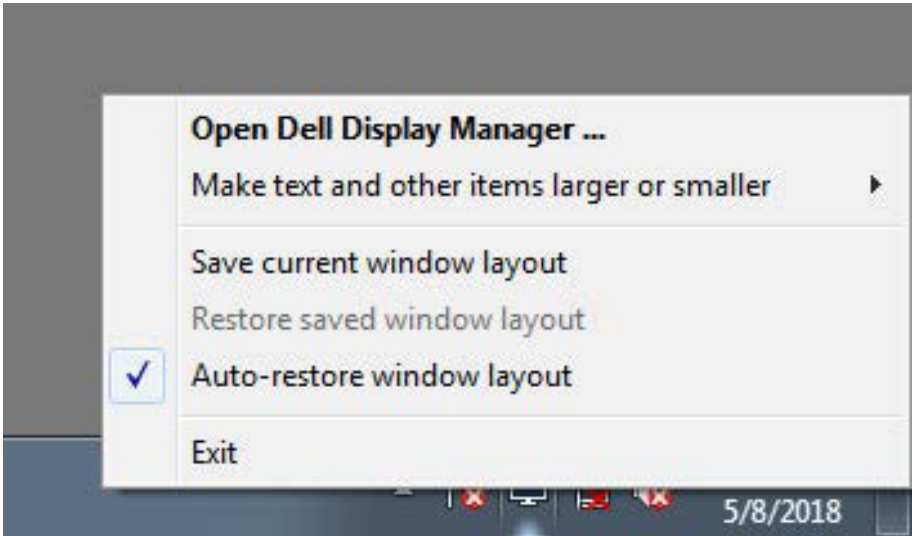 Open Dell Display Manager ...
Make text and other items larger or smaller
Save current window layout
Restore saved window layout
Auto-restore window layout
Exit
5/8/2018